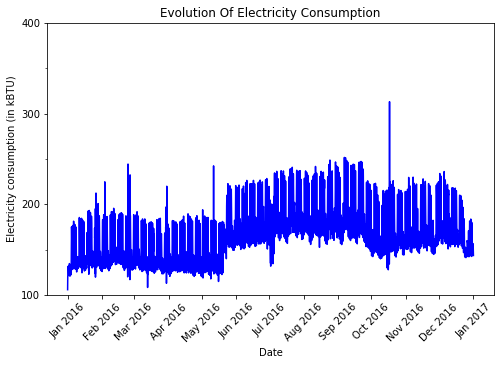 Evolution Of Electricity Consumption
Electricity consumption (in kBTU)
400
300
200
100
Jan 2016
Feb 2016
Mar 2016
Apr 2016
May 2016
Jun 2016
Jul 2016
Aug 2016
Sep 2016
Oct 2016
Nov 2016
Dec 2016
Jan 2017
Date